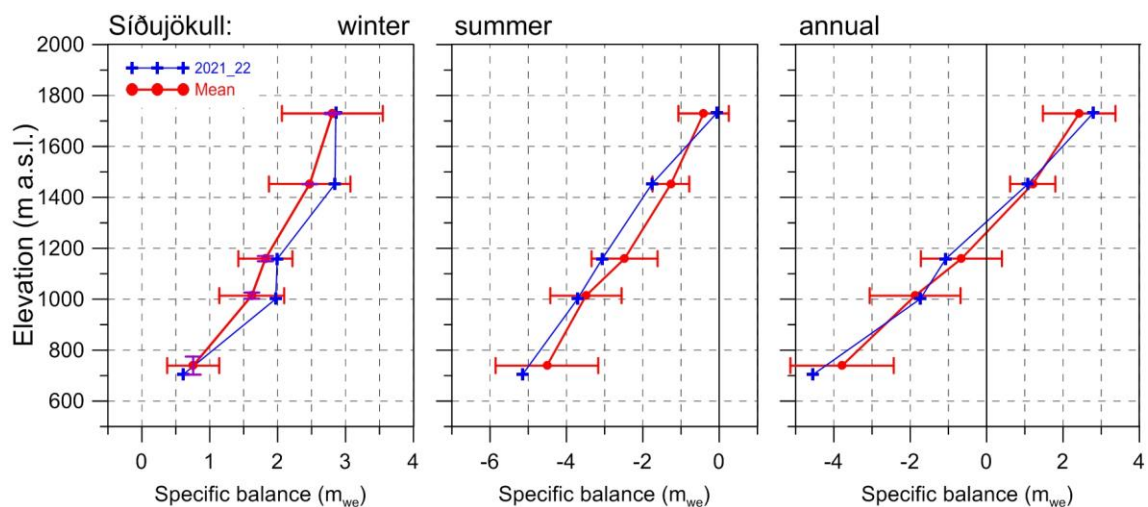 Síðujökull: winter
summer
annual
2021_22
Mean
Elevation (m a.s.l.)
2000
1800
1600
1400
1200
1000
800
600
0 1 2 3 4
-6 -4 -2 0
-4 -2 0 2 4
Specific balance (mwe)
Specific balance (mwe)
Specific balance (mwe)